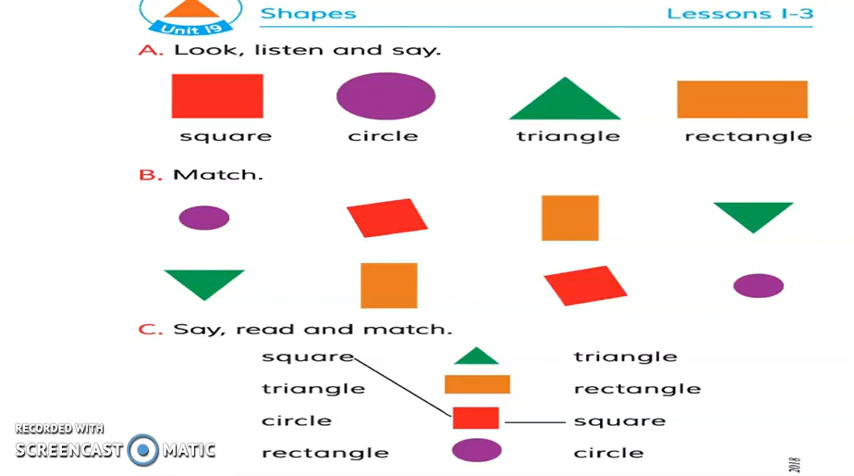 Unit 19
Shapes
Lessons 1-3
A. Look, listen and say.
square circle triangle rectangle
B. Match.
C. Say, read and match.
square triangle
triangle rectangle
circle square
rectangle circle
RECORDED WITH
SCREENCAST MATIC
2018